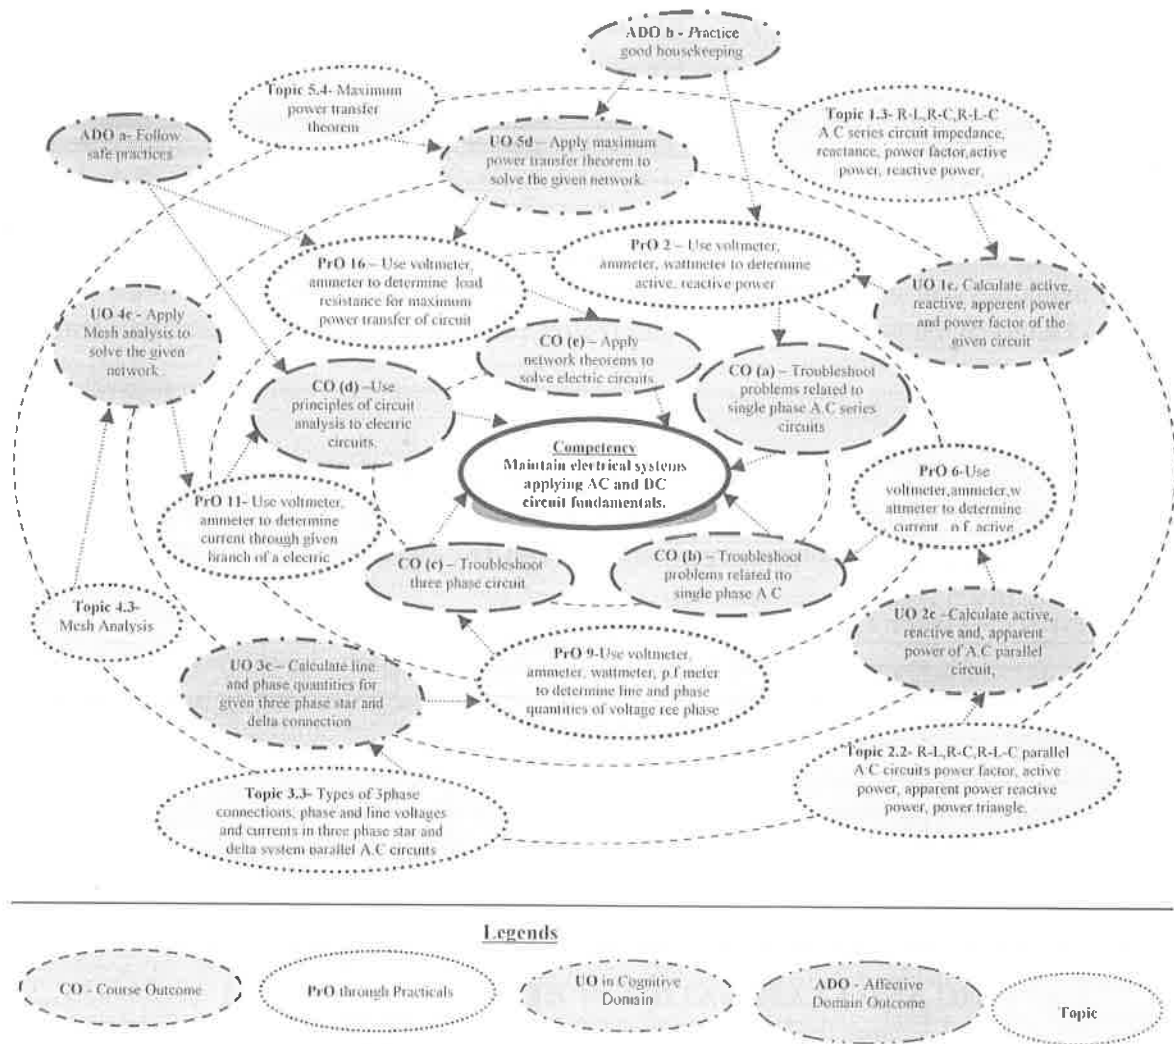 ADO b - Practice
good housekeeping
Topic 5.4- Maximum
power transfer
theorem
Topic 1.3- R-L,R-C,R-L-C
A C series circuit impedance,
reactance, power factor,active
power, reactive power,
ADO a- Follow
safe practices
UO 5d – Apply maximum
power transfer theorem to
solve the given network.
PrO 16 – Use voltmeter,
ammeter to determine load
resistance for maximum
power transfer of circuit
PrO 2 – Use voltmeter,
ammeter, wattmeter to determine
active, reactive power
UO 1c. Calculate active,
reactive, apperent power
and power factor of the
given circuit
UO 4c - Apply
Mesh analysis to
solve the given
network.
CO (e) – Apply
network theorems to
solve electric circuits
CO (d) –Use
principles of circuit
analysis to electric
circuits.
CO (a) – Troubleshoot
problems related to
single phase A.C series
circuits
Competency
Maintain electrical systems
applying AC and DC
circuit fundamentals.
PrO 11- Use voltmeter,
ammeter to determine
current through given
branch of a electric
PrO 6-Use
voltmeter,ammeter,w
attmeter to determine
current p.f. active
CO (c) – Troubleshoot
three phase circuit
CO (b) – Troubleshoot
problems related tto
single phase A C
Topic 4.3-
Mesh Analysis
UO 2c –Calculate active,
reactive and, apparent
power of A.C parallel
circuit,
UO 3c – Calculate line
and phase quantities for
given three phase star and
delta connection
PrO 9-Use voltmeter,
ammeter, wattmeter, p.f meter
to determine line and phase
quantities of voltage ree phase
Topic 2.2- R-L,R-C,R-L-C parallel
A C circuits power factor, active
power, apparent power reactive
power, power triangle.
Topic 3.3- Types of 3phase
connections, phase and line voltages
and currents in three phase star and
delta system parallel A.C circuits
Legends
CO - Course Outcome
PrO through Practicals
UO in Cognitive
Domain
ADO - Affective
Domain Outcome
Topic